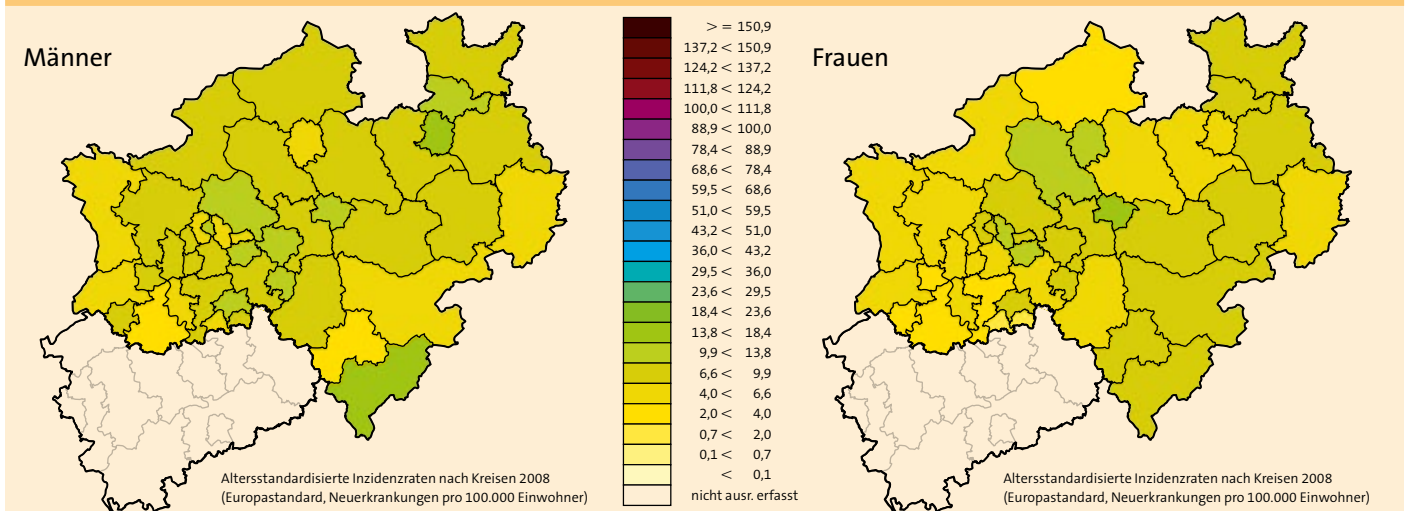 Männer
> = 150,9
137,2 < 150,9
124,2 < 137,2
111,8 < 124,2
100,0 < 111,8
88,9 < 100,0
78,4 < 88,9
68,6 < 78,4
59,5 < 68,6
51,0 < 59,5
43,2 < 51,0
36,0 < 43,2
29,5 < 36,0
23,6 < 29,5
18,4 < 23,6
13,8 < 18,4
9,9 < 13,8
6,6 < 9,9
4,0 < 6,6
2,0 < 4,0
0,7 < 2,0
0,1 < 0,7
< 0,1
nicht ausr. erfasst
Altersstandardisierte Inzidenzraten nach Kreisen 2008
(Europastandard, Neuerkrankungen pro 100.000 Einwohner)
Frauen
Altersstandardisierte Inzidenzraten nach Kreisen 2008
(Europastandard, Neuerkrankungen pro 100.000 Einwohner)